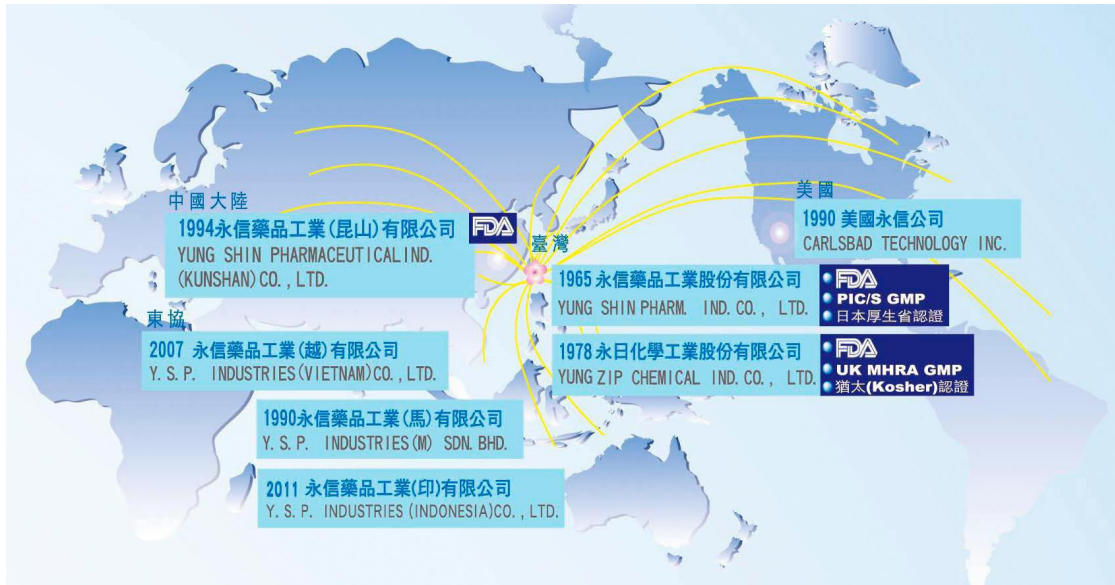 中國大陸
1994永信藥品工業(昆山)有限公司
YUNG SHIN PHARMACEUTICALIND.
(KUNSHAN)CO.,LTD.
FDA
東協
2007 永信藥品工業(越)有限公司
Y.S.P. INDUSTRIES(VIETNAM)CO.,LTD.
1990永信藥品工業(馬)有限公司
Y.S.P. INDUSTRIES(M) SDN.BHD.
2011 永信藥品工業(印)有限公司
Y.S.P. INDUSTRIES(INDONESIA)CO.,LTD.
臺灣
1965 永信藥品工業股份有限公司
YUNG SHIN PHARM. IND.CO., LTD.
FDA
PIC/S GMP
日本厚生省認證
1978 永日化學工業股份有限公司
YUNG ZIP CHEMICAL IND.CO., LTD.
FDA
UK MHRA GMP
猶太(Kosher)認證
美國
1990 美國永信公司
CARLSBAD TECHNOLOGY INC.